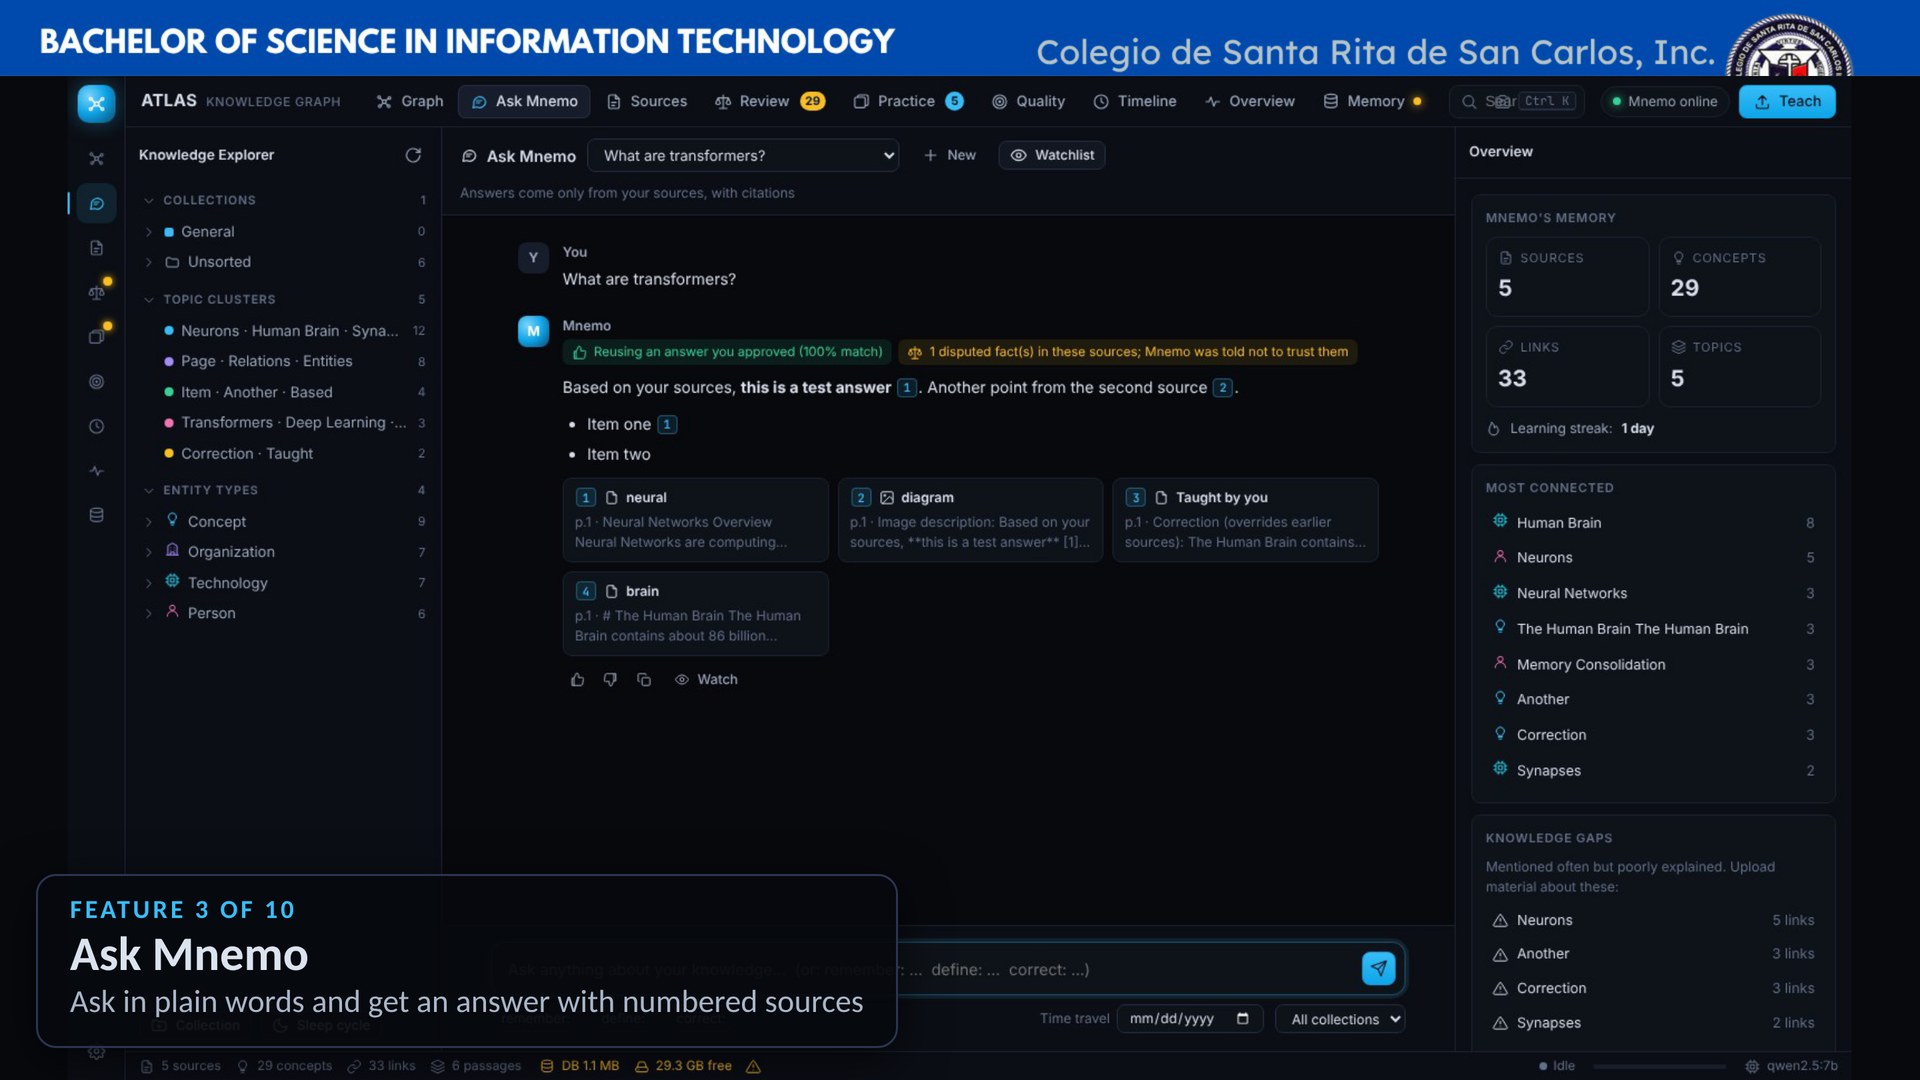 BACHELOR OF SCIENCE IN INFORMATION TECHNOLOGY
Colegio de Santa Rita de San Carlos, Inc.
ATLAS KNOWLEDGE GRAPH
Graph
Ask Mnemo
Sources
Review 29
Practice 5
Quality
Timeline
Overview
Memory
Ctrl K
Mnemo online
Teach
Knowledge Explorer
COLLECTIONS 1
General 0
Unsorted 6
TOPIC CLUSTERS 5
Neurons · Human Brain · Syna... 12
Page · Relations · Entities 8
Item · Another · Based 4
Transformers · Deep Learning ·... 3
Correction · Taught 2
ENTITY TYPES 4
Concept 9
Organization 7
Technology 7
Person 6
Ask Mnemo
What are transformers?
New
Watchlist
Answers come only from your sources, with citations
Y
You
What are transformers?
M
Mnemo
Reusing an answer you approved (100% match)
1 disputed fact(s) in these sources; Mnemo was told not to trust them
Based on your sources, this is a test answer 1. Another point from the second source 2.
• Item one 1
• Item two
1 neural
p.1 · Neural Networks Overview
Neural Networks are computing...
2 diagram
p.1 · Image description: Based on your
sources, **this is a test answer** [1]...
3 Taught by you
p.1 · Correction (overrides earlier
sources): The Human Brain contains...
4 brain
p.1 · # The Human Brain The Human
Brain contains about 86 billion...
Watch
Overview
MNEMO'S MEMORY
SOURCES
5
CONCEPTS
29
LINKS
33
TOPICS
5
Learning streak: 1 day
MOST CONNECTED
Human Brain 8
Neurons 5
Neural Networks 3
The Human Brain The Human Brain 3
Memory Consolidation 3
Another 3
Correction 3
Synapses 2
KNOWLEDGE GAPS
Mentioned often but poorly explained. Upload
material about these:
Neurons 5 links
Another 3 links
Correction 3 links
Synapses 2 links
FEATURE 3 OF 10
Ask Mnemo
Ask in plain words and get an answer with numbered sources
Ask anything about your knowledge... (or remember: ... define: ... correct: ...)
Collection
Sleep cycle
Time travel
mm/dd/yyyy
All collections
5 sources
29 concepts
33 links
6 passages
DB 1.1 MB
29.3 GB free
Idle
qwen2.5:7b